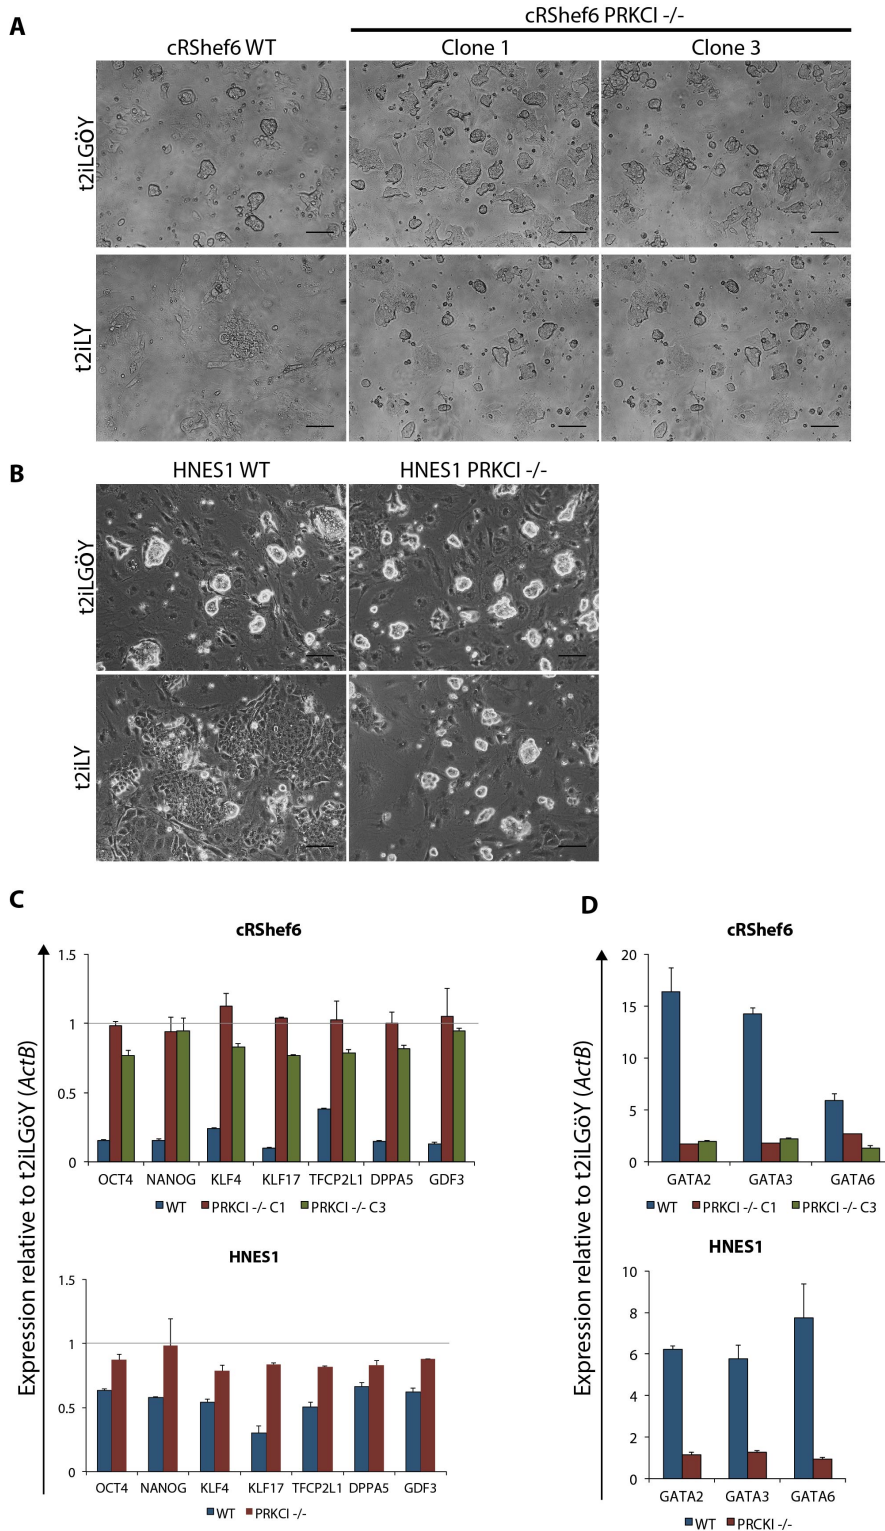 A
cRShef6 PRKCI -/-
cRShef6 WT
Clone 1
Clone 3
t2iLGöY
t2iLY
B
HNES1 WT
HNES1 PRKCI -/-
t2iLGöY
t2iLY
C
Expression relative to t2iLGöY (ActB)
cRShef6
1.5
1
0.5
0
OCT4 NANOG KLF4 KLF17 TFCP2L1 DPPA5 GDF3
WT PRKCI -/- C1 PRKCI -/- C3
HNES1
1.5
1
0.5
0
OCT4 NANOG KLF4 KLF17 TFCP2L1 DPPA5 GDF3
WT PRKCI -/-
D
Expression relative to t2iLGöY (ActB)
cRShef6
20
15
10
5
0
GATA2 GATA3 GATA6
WT PRKCI -/- C1 PRKCI -/- C3
HNES1
10
8
6
4
2
0
GATA2 GATA3 GATA6
WT PRCKI -/-